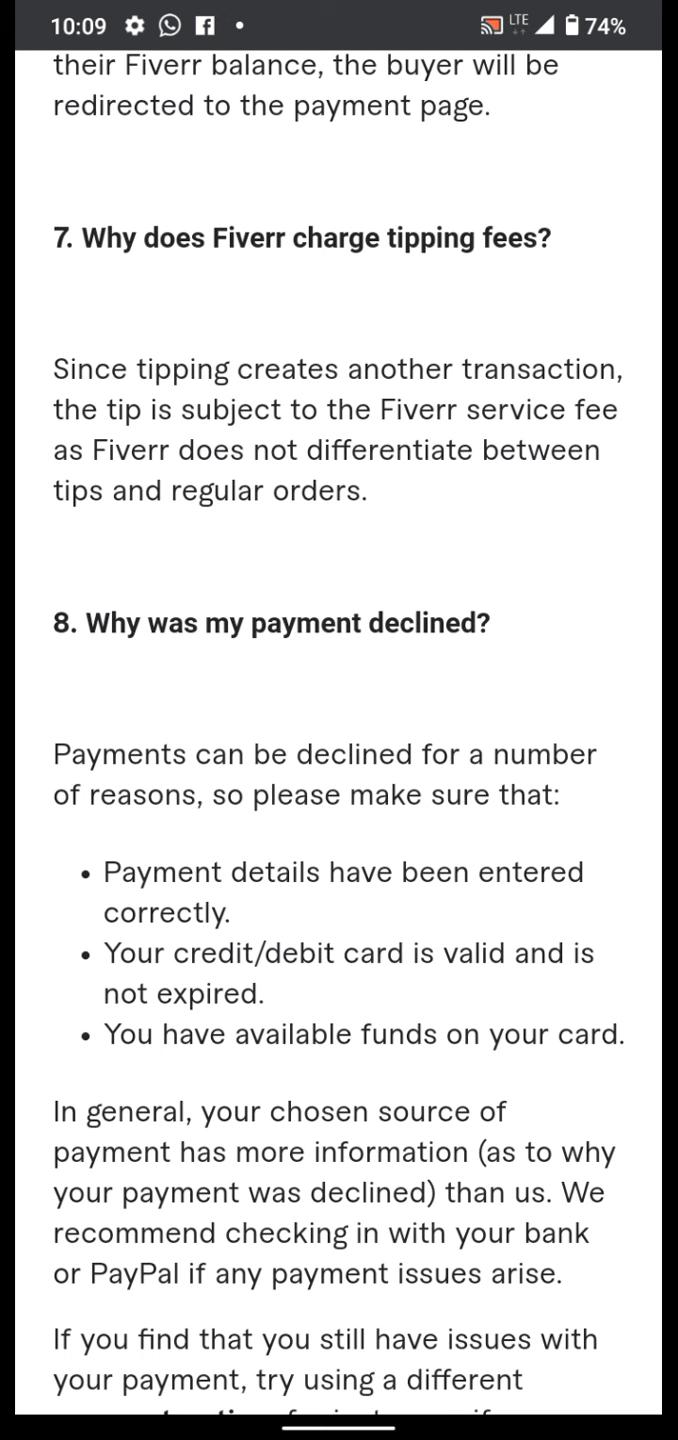 10:09
LTE
74%
their Fiverr balance, the buyer will be
redirected to the payment page.
7. Why does Fiverr charge tipping fees?
Since tipping creates another transaction,
the tip is subject to the Fiverr service fee
as Fiverr does not differentiate between
tips and regular orders.
8. Why was my payment declined?
Payments can be declined for a number
of reasons, so please make sure that:
• Payment details have been entered
correctly.
• Your credit/debit card is valid and is
not expired.
• You have available funds on your card.
In general, your chosen source of
payment has more information (as to why
your payment was declined) than us. We
recommend checking in with your bank
or PayPal if any payment issues arise.
If you find that you still have issues with
your payment, try using a different